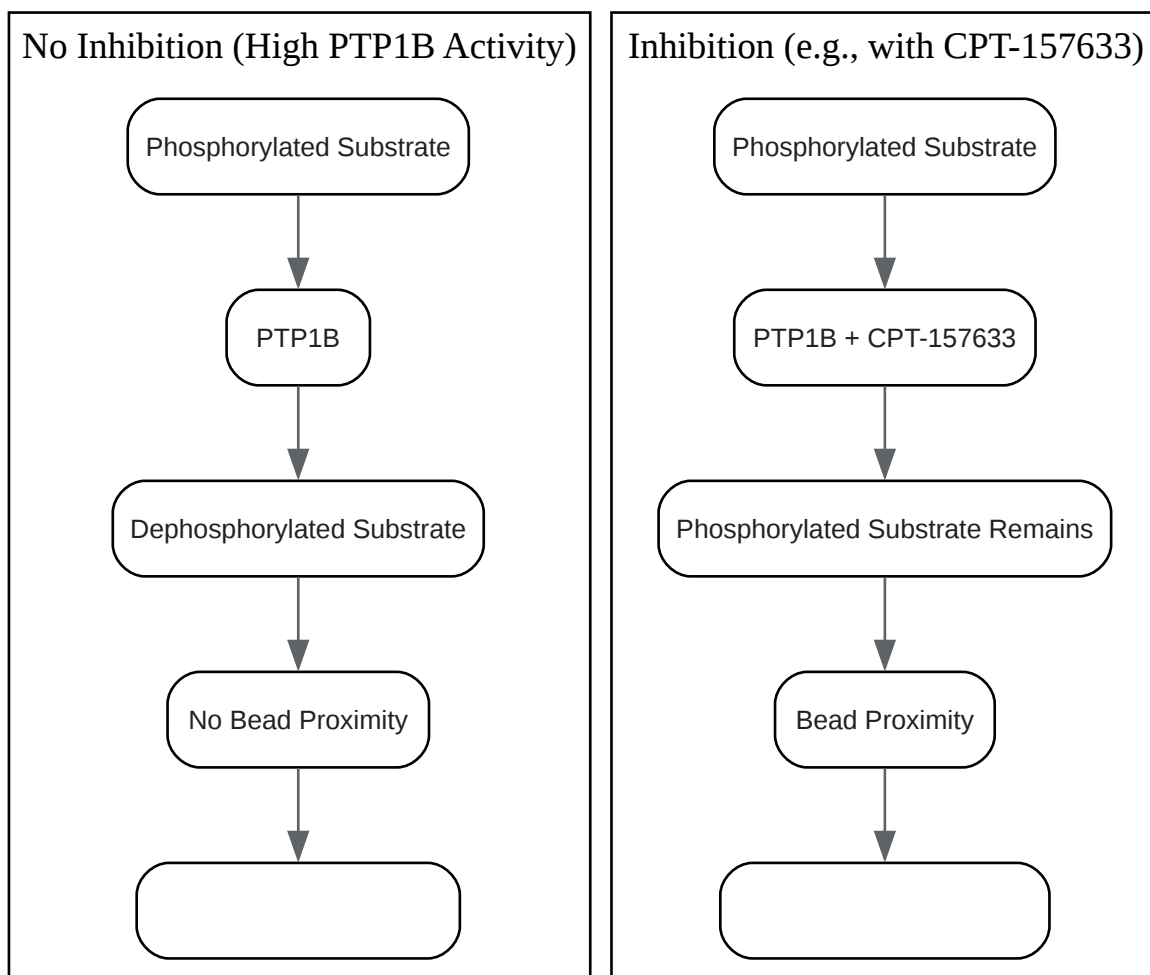 No Inhibition (High PTP1B Activity)
Phosphorylated Substrate
PTP1B
Dephosphorylated Substrate
No Bead Proximity
Inhibition (e.g., with CPT-157633)
Phosphorylated Substrate
PTP1B + CPT-157633
Phosphorylated Substrate Remains
Bead Proximity